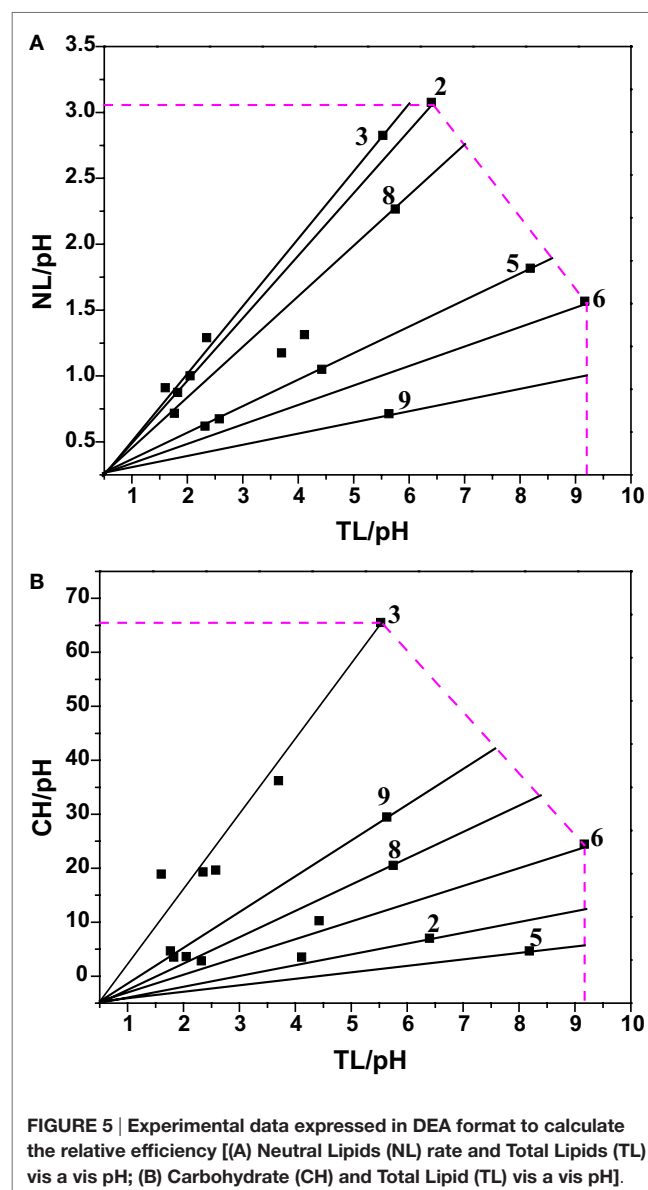 A
3.5
3.0
2.5
2.0
1.5
1.0
0.5
NL/pH
2
3
8
5
6
9
1 2 3 4 5 6 7 8 9 10
TL/pH
B
70
60
50
40
30
20
10
0
CH/pH
3
9
8
6
2
5
1 2 3 4 5 6 7 8 9 10
TL/pH
FIGURE 5 | Experimental data expressed in DEA format to calculate
the relative efficiency [(A) Neutral Lipids (NL) rate and Total Lipids (TL)
vis a vis pH; (B) Carbohydrate (CH) and Total Lipid (TL) vis a vis pH].